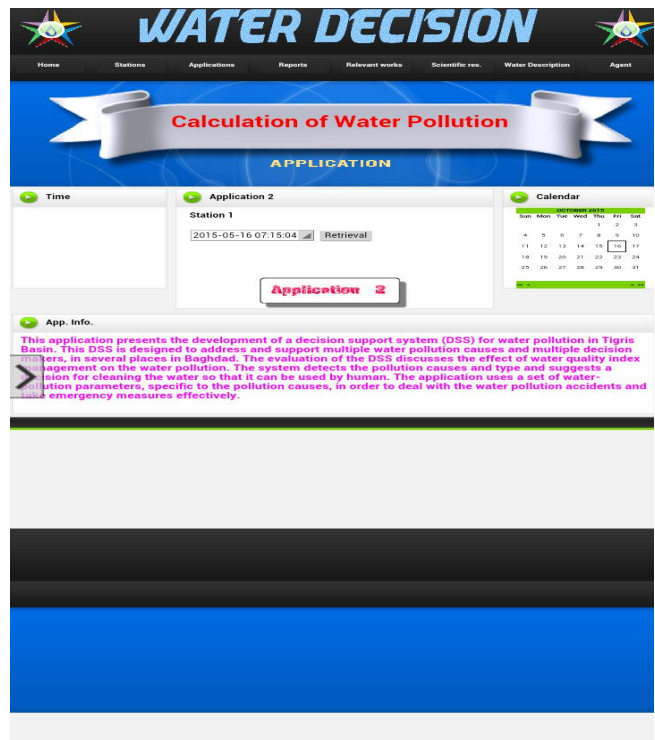 WATER DECISION
Home Stations Applications Reports Relevant works Scientific res. Water Description Agent
Calculation of Water Pollution
APPLICATION
Time
Application 2
Station 1
2015-05-16 07:15:04 Retrieval
Application 2
Calendar
OCTOBER 2015
Sun Mon Tue Wed Thu Fri Sat
1 2 3
4 5 6 7 8 9 10
11 12 13 14 15 16 17
18 19 20 21 22 23 24
25 26 27 28 29 30 31
App. Info.
This application presents the development of a decision support system (DSS) for water pollution in Tigris
Basin. This DSS is designed to address and support multiple water pollution causes and multiple decision
makers, in several places in Baghdad. The evaluation of the DSS discusses the effect of water quality index
management on the water pollution. The system detects the pollution causes and type and suggests a
decision for cleaning the water so that it can be used by human. The application uses a set of water-
pollution parameters, specific to the pollution causes, in order to deal with the water pollution accidents and
take emergency measures effectively.